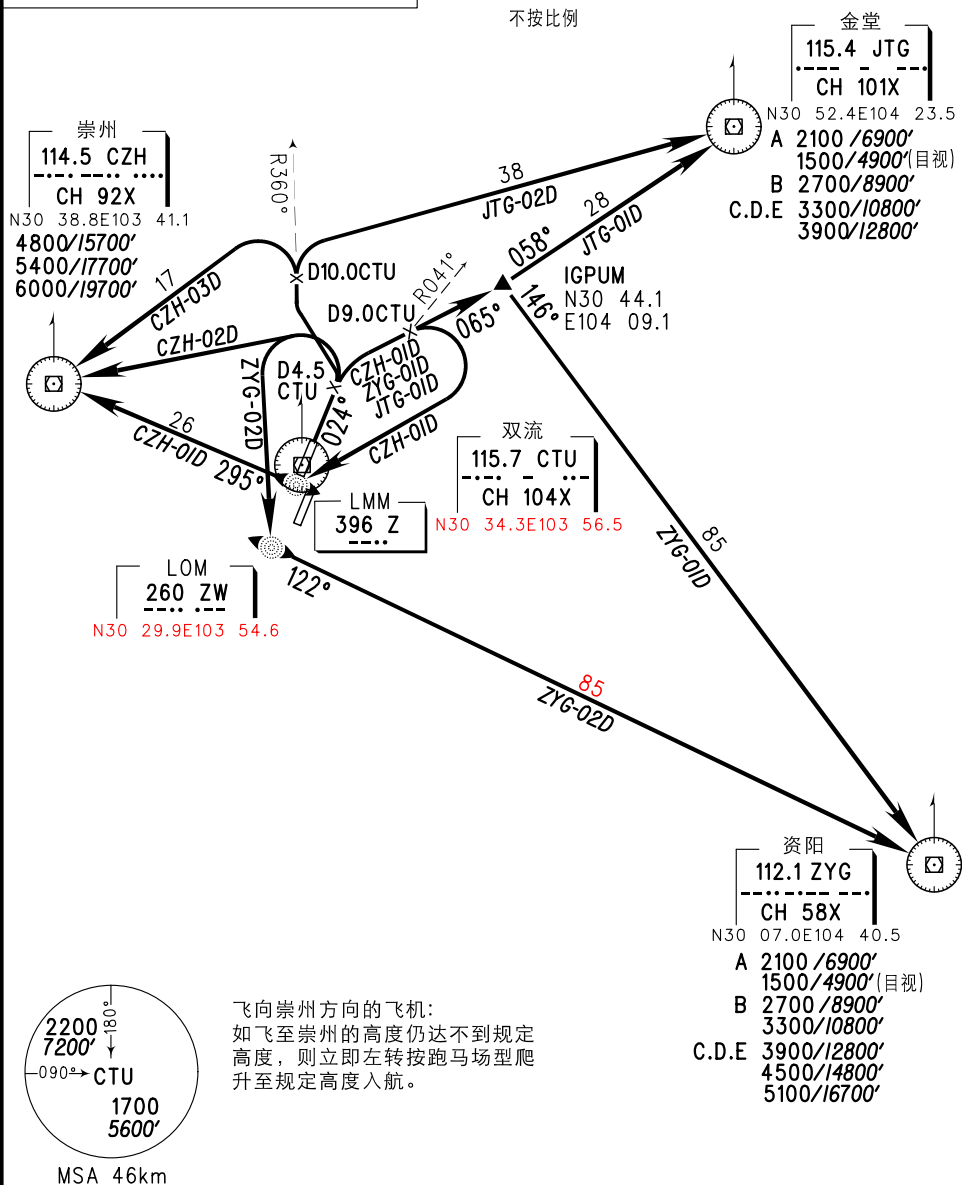 不按比例
金堂
115.4 JTG
CH 101X
N30 52.4E104 23.5
A 2100/6900′
1500/4900′(目视)
B 2700/8900′
C.D.E 3300/10800′
3900/12800′
崇州
114.5 CZH
CH 92X
N30 38.8E103 41.1
4800/15700′
5400/17700′
6000/19700′
R360°
38
JTG-02D
28
JTG-01D
058°
17
CZH-03D
D10.0CTU
R041°
IGPUM
N30 44.1
E104 09.1
D9.0CTU
065°
146°
CZH-02D
ZYG-02D
D4.5
CTU
CZH-01D
ZYG-01D
JTG-01D
024°
CZH-01D
26
CZH-01D 295°
双流
115.7 CTU
CH 104X
N30 34.3E103 56.5
LMM
396 Z
85
ZYG-01D
LOM
260 ZW
N30 29.9E103 54.6
122°
85
ZYG-02D
资阳
112.1 ZYG
CH 58X
N30 07.0E104 40.5
A 2100/6900′
1500/4900′(目视)
B 2700/8900′
3300/10800′
C.D.E 3900/12800′
4500/14800′
5100/16700′
180°
2200
7200′
090°
CTU
1700
5600′
MSA 46km
飞向崇州方向的飞机:
如飞至崇州的高度仍达不到规定
高度，则立即左转按跑马场型爬
升至规定高度入航。